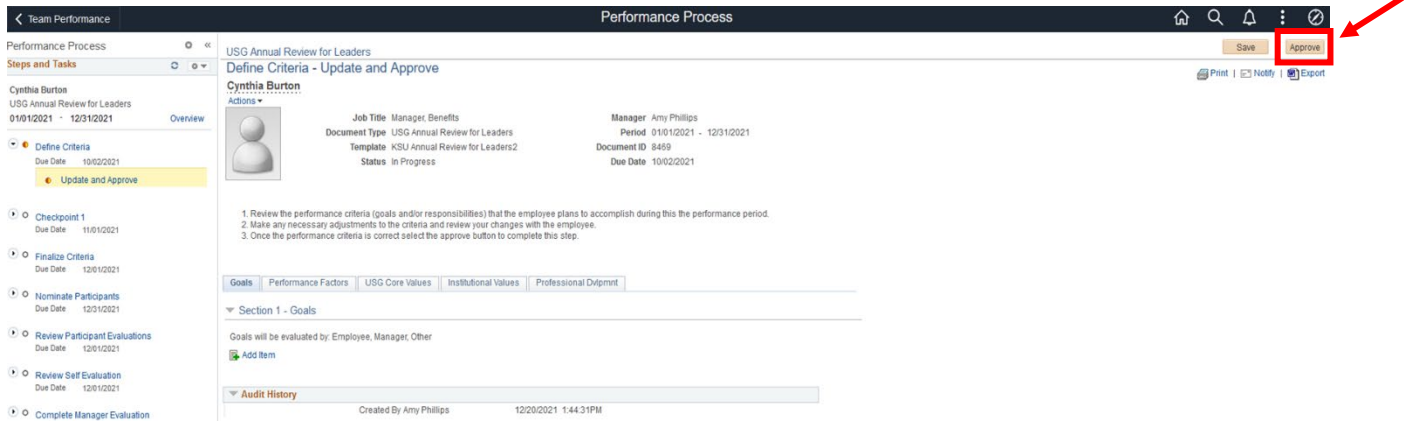 Team Performance
Performance Process
Performance Process
Steps and Tasks
Cynthia Burton
USG Annual Review for Leaders
01/01/2021 - 12/31/2021 Overview
Define Criteria
Due Date 10/02/2021
Update and Approve
Checkpoint 1
Due Date 11/01/2021
Finalize Criteria
Due Date 12/01/2021
Nominate Participants
Due Date 12/31/2021
Review Participant Evaluations
Due Date 12/01/2021
Review Self Evaluation
Due Date 12/01/2021
Complete Manager Evaluation
USG Annual Review for Leaders
Save Approve
Define Criteria - Update and Approve
Print | Notify | Export
Cynthia Burton
Actions
Job Title Manager, Benefits Manager Amy Phillips
Document Type USG Annual Review for Leaders Period 01/01/2021 - 12/31/2021
Template KSU Annual Review for Leaders2 Document ID 8469
Status In Progress Due Date 10/02/2021
1. Review the performance criteria (goals and/or responsibilities) that the employee plans to accomplish during this the performance period.
2. Make any necessary adjustments to the criteria and review your changes with the employee.
3. Once the performance criteria is correct select the approve button to complete this step.
Goals Performance Factors USG Core Values Institutional Values Professional Dvlpmnt
Section 1 - Goals
Goals will be evaluated by: Employee, Manager, Other
Add Item
Audit History
Created By Amy Phillips 12/20/2021 1:44:31PM